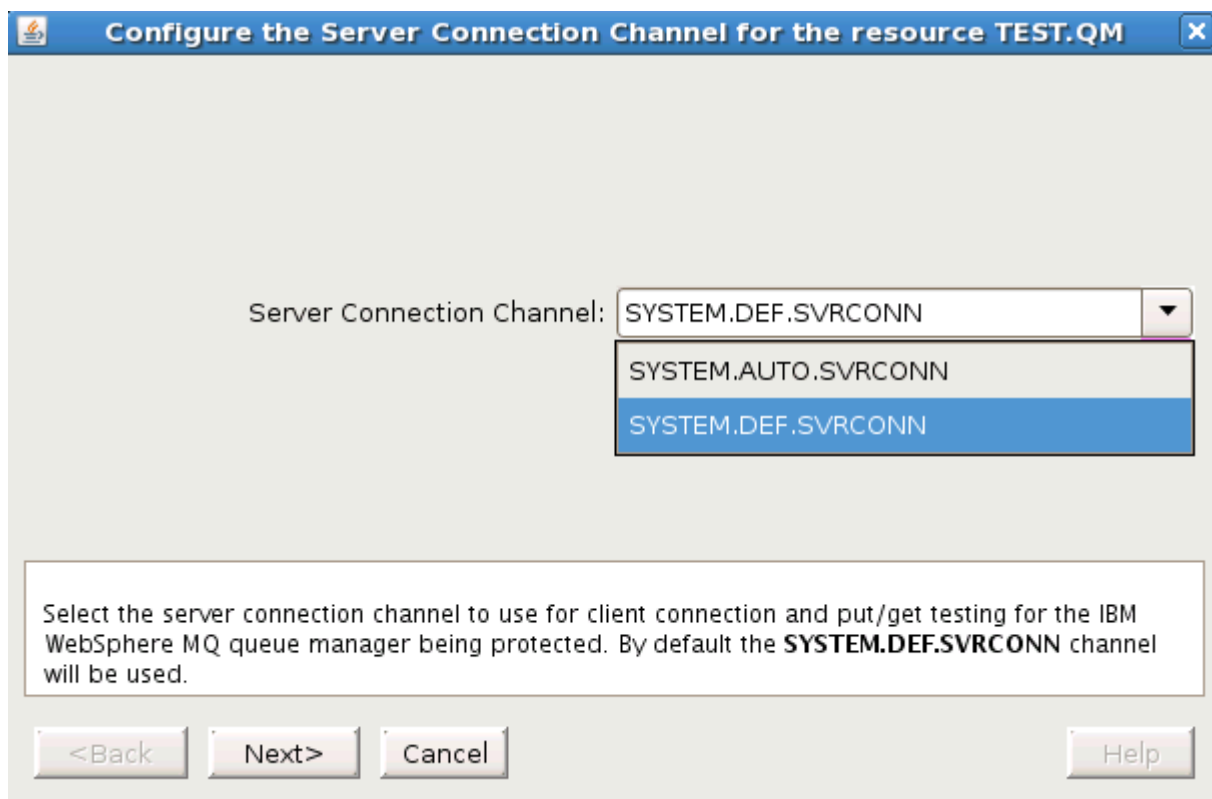 Configure the Server Connection Channel for the resource TEST.QM
Server Connection Channel: SYSTEM.DEF.SVRCONN
SYSTEM.AUTO.SVRCONN
SYSTEM.DEF.SVRCONN
Select the server connection channel to use for client connection and put/get testing for the IBM
WebSphere MQ queue manager being protected. By default the SYSTEM.DEF.SVRCONN channel
will be used.
<Back Next> Cancel Help